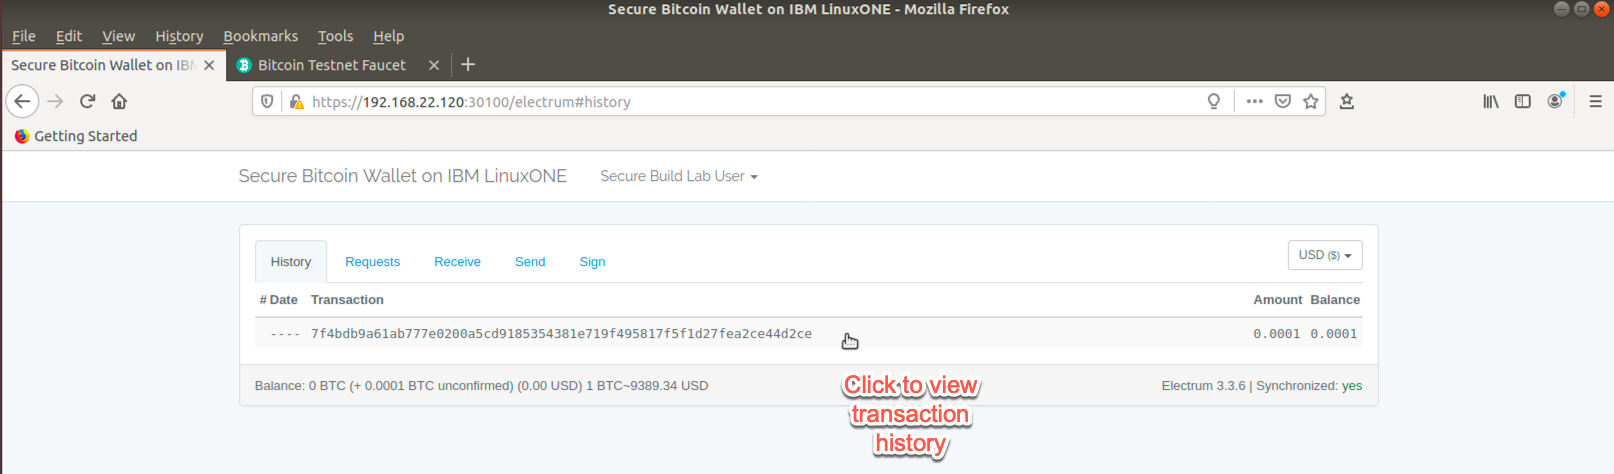 Secure Bitcoin Wallet on IBM LinuxONE - Mozilla Firefox
File Edit View History Bookmarks Tools Help
Secure Bitcoin Wallet on IBM Bitcoin Testnet Faucet
https://192.168.22.120:30100/electrum#history
Getting Started
Secure Bitcoin Wallet on IBM LinuxONE Secure Build Lab User
History Requests Receive Send Sign USD ($)
# Date Transaction Amount Balance
---- 7f4bdb9a61ab777e0200a5cd9185354381e719f495817f5f1d27fea2ce44d2ce 0.0001 0.0001
Balance: 0 BTC (+ 0.0001 BTC unconfirmed) (0.00 USD) 1 BTC~9389.34 USD Electrum 3.3.6 | Synchronized: yes
Click to view
transaction
history